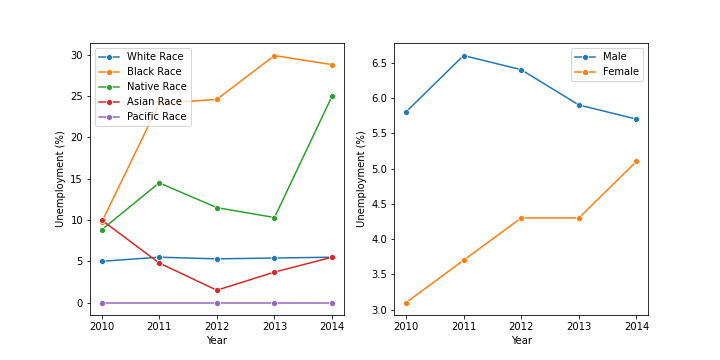 White Race
Black Race
Native Race
Asian Race
Pacific Race
30
25
20
15
10
5
0
Unemployment (%)
2010 2011 2012 2013 2014
Year
Male
Female
6.5
6.0
5.5
5.0
4.5
4.0
3.5
3.0
Unemployment (%)
2010 2011 2012 2013 2014
Year